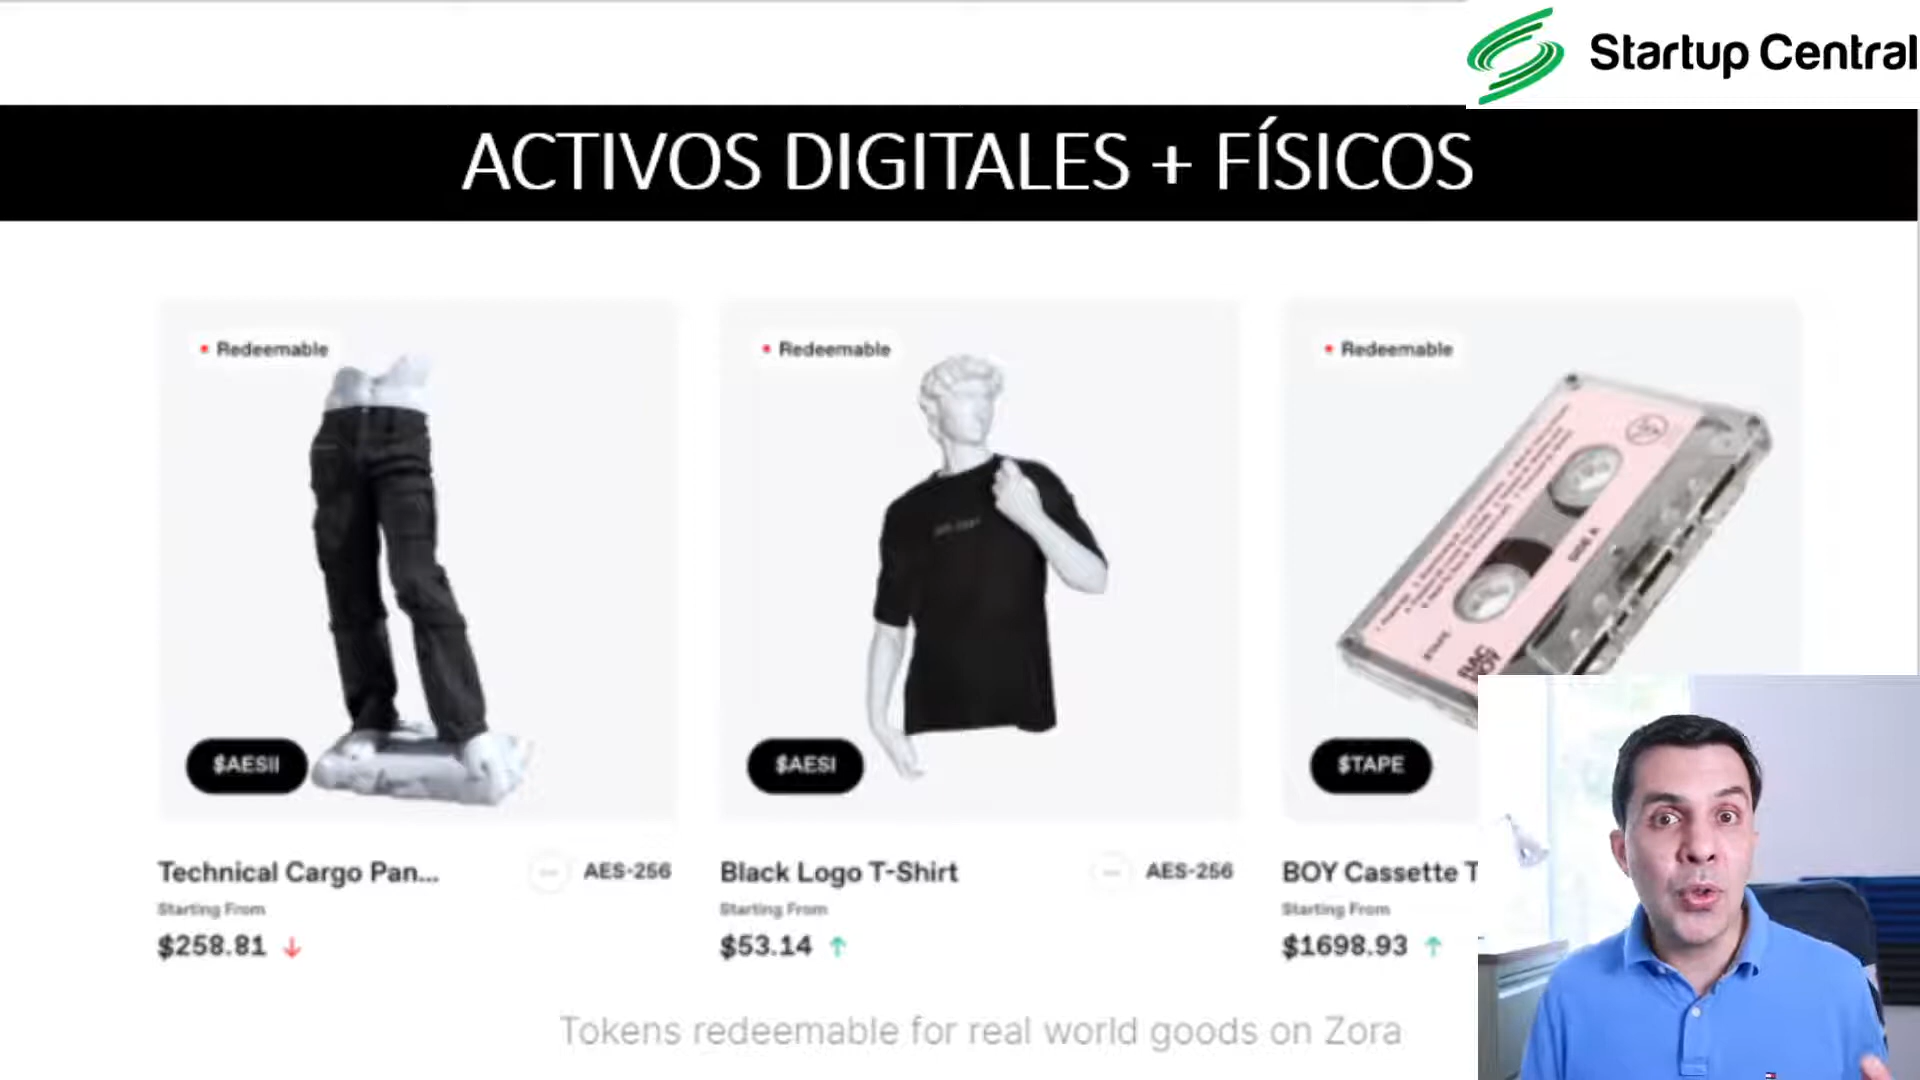 Startup Central
ACTIVOS DIGITALES + FÍSICOS
Redeemable
Redeemable
Redeemable
SIDE A
$TAPE
$AESII
$AESI
$TAPE
Technical Cargo Pan...
AES-256
Black Logo T-Shirt
AES-256
BOY Cassette T
Starting From
Starting From
Starting From
$258.81
$53.14
$1698.93
Tokens redeemable for real world goods on Zora